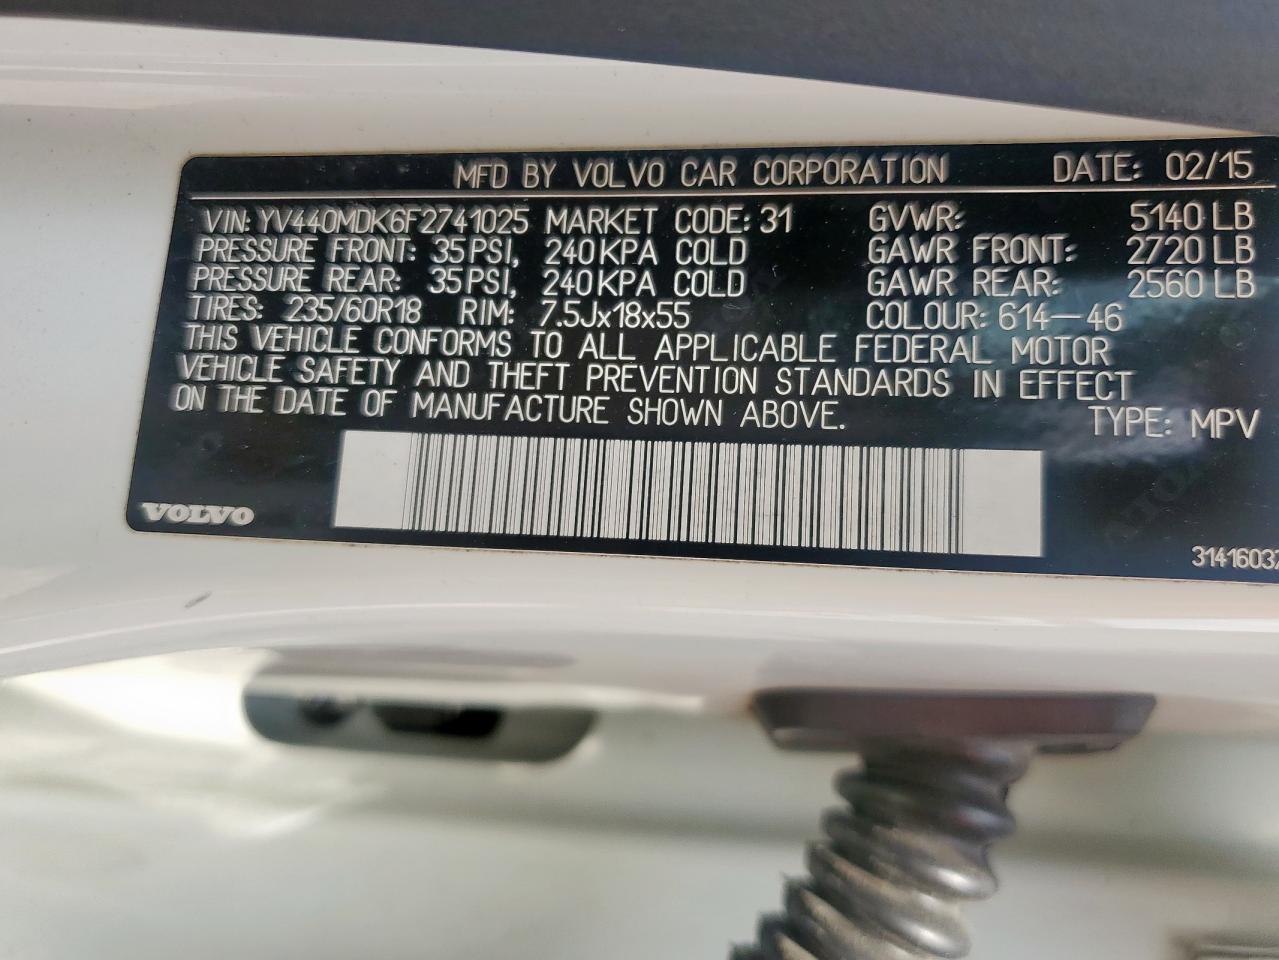 MFD BY VOLVO CAR CORPORATION DATE: 02/15
VIN: YV440MDK6F2741025 MARKET CODE: 31 GVWR: 5140 LB
PRESSURE FRONT: 35 PSI, 240 KPA COLD GAWR FRONT: 2720 LB
PRESSURE REAR: 35 PSI, 240 KPA COLD GAWR REAR: 2560 LB
TIRES: 235/60R18 RIM: 7.5Jx18x55 COLOUR: 614-46
THIS VEHICLE CONFORMS TO ALL APPLICABLE FEDERAL MOTOR
VEHICLE SAFETY AND THEFT PREVENTION STANDARDS IN EFFECT
ON THE DATE OF MANUFACTURE SHOWN ABOVE. TYPE: MPV
VOLVO
31416037